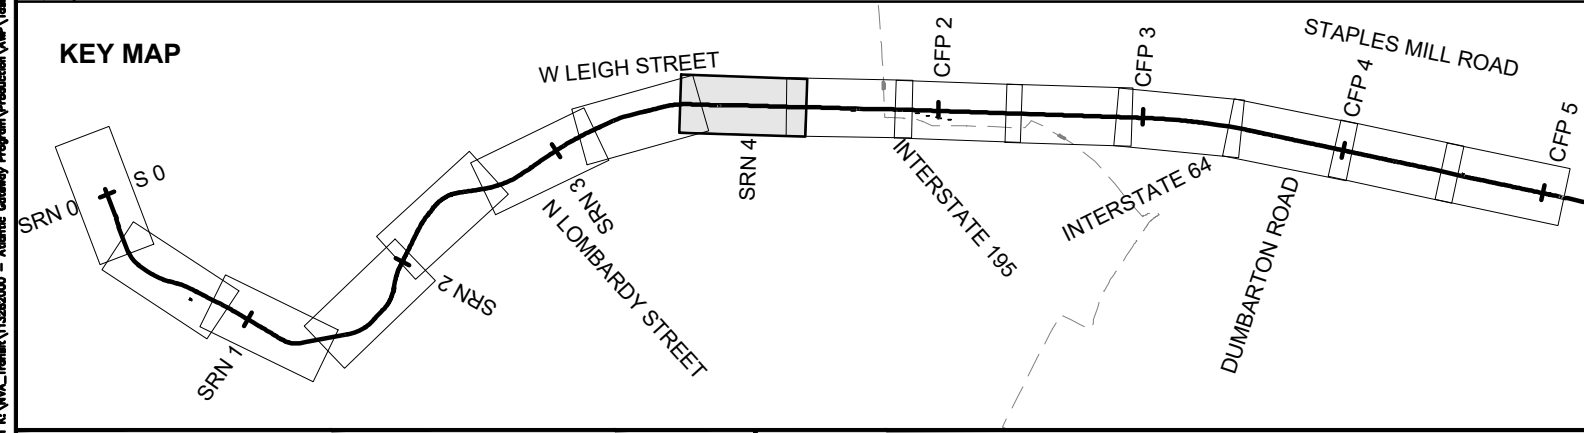 KEY MAP
W LEIGH STREET
CFP 2
CFP 3
STAPLES MILL ROAD
CFP 4
CFP 5
S 0
SRN 0
SRN 1
SRN 2
SRN 3
N LOMBARDY STREET
SRN 4
INTERSTATE 195
INTERSTATE 64
DUMBARTON ROAD